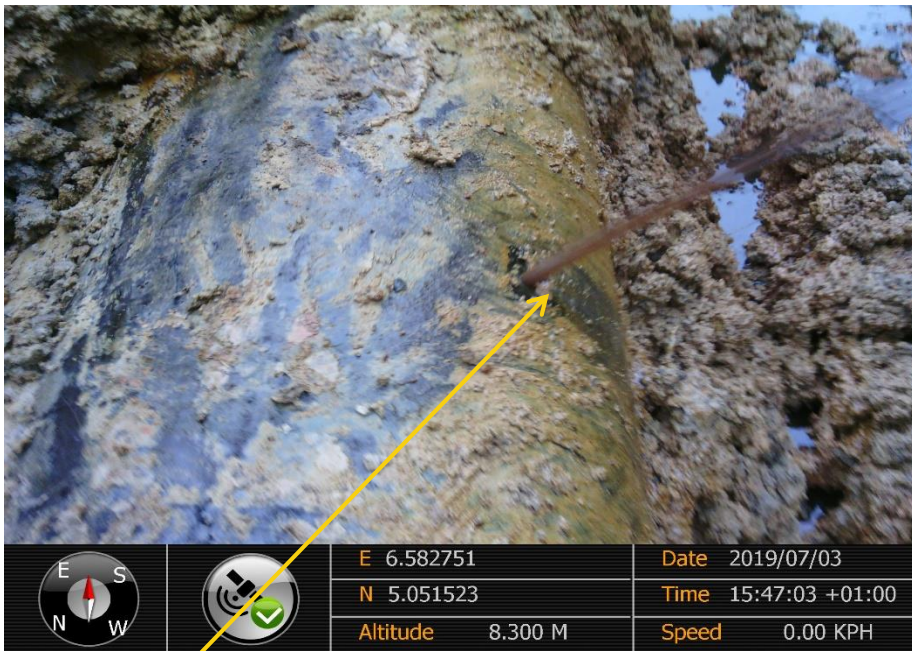 E S
N W
E 6.582751
N 5.051523
Altitude 8.300 M
Date 2019/07/03
Time 15:47:03 +01:00
Speed 0.00 KPH